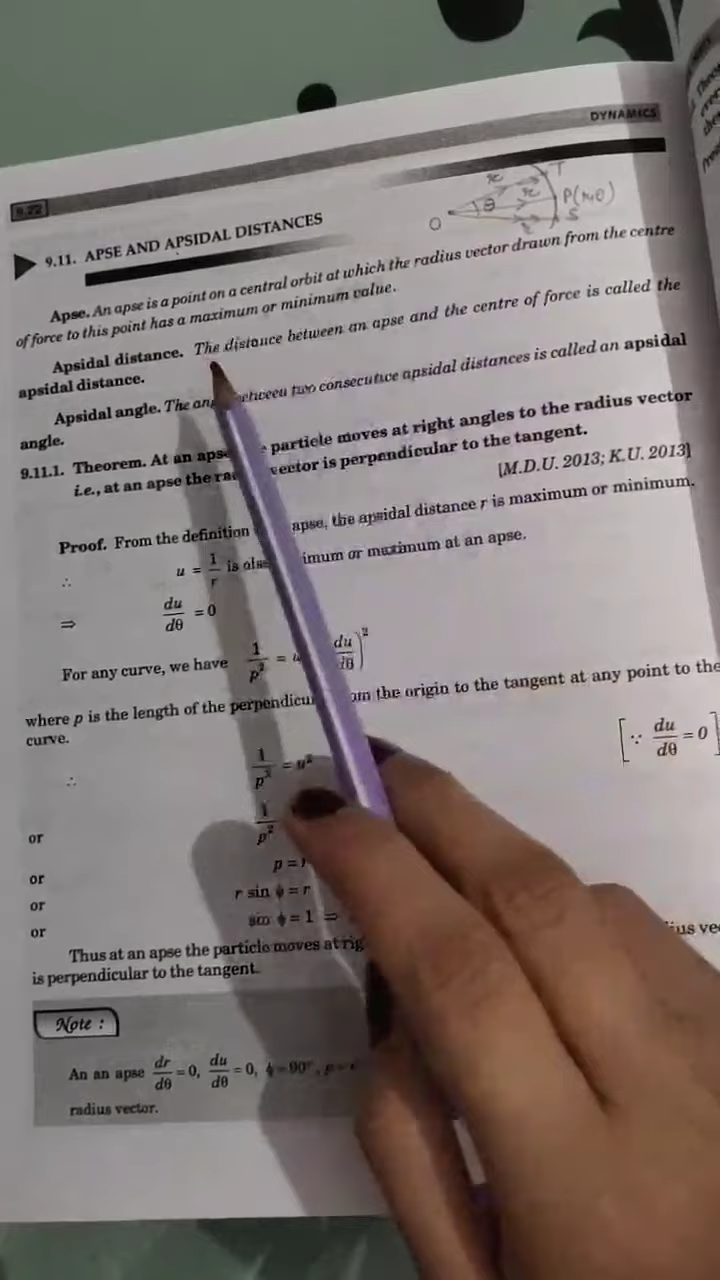 DYNAMICS
9.22
T
r
r
P(r,θ)
θ
S
O
r
9.11. APSE AND APSIDAL DISTANCES
Apse. An apse is a point on a central orbit at which the radius vector drawn from the centre
of force to this point has a maximum or minimum value.
Apsidal distance. The distance between an apse and the centre of force is called the
apsidal distance.
Apsidal angle. The between two consecutive apsidal distances is called an apsidal
angle.
9.11.1. Theorem. At an particle moves at right angles to the radius vector
i.e., at an apse the vector is perpendicular to the tangent.
[M.D.U. 2013; K.U. 2013]
Proof. From the definition apse, the apsidal distance r is maximum or minimum.
∴ u = 1/r is or maximum at an apse.
⇒ du/dθ = 0
For any curve, we have 1/p² = du/dθ)²
where p is the length of the from the origin to the tangent at any point to the
curve.
∴ 1/p² = u² [∵ du/dθ = 0]
or 1/p²
or p = r
or r sin φ = r
or sin φ = 1 ⇒
Thus at an apse the particle moves at
is perpendicular to the tangent.
Note :
An an apse dr/dθ = 0, du/dθ = 0, φ = 90°, p =
radius vector.